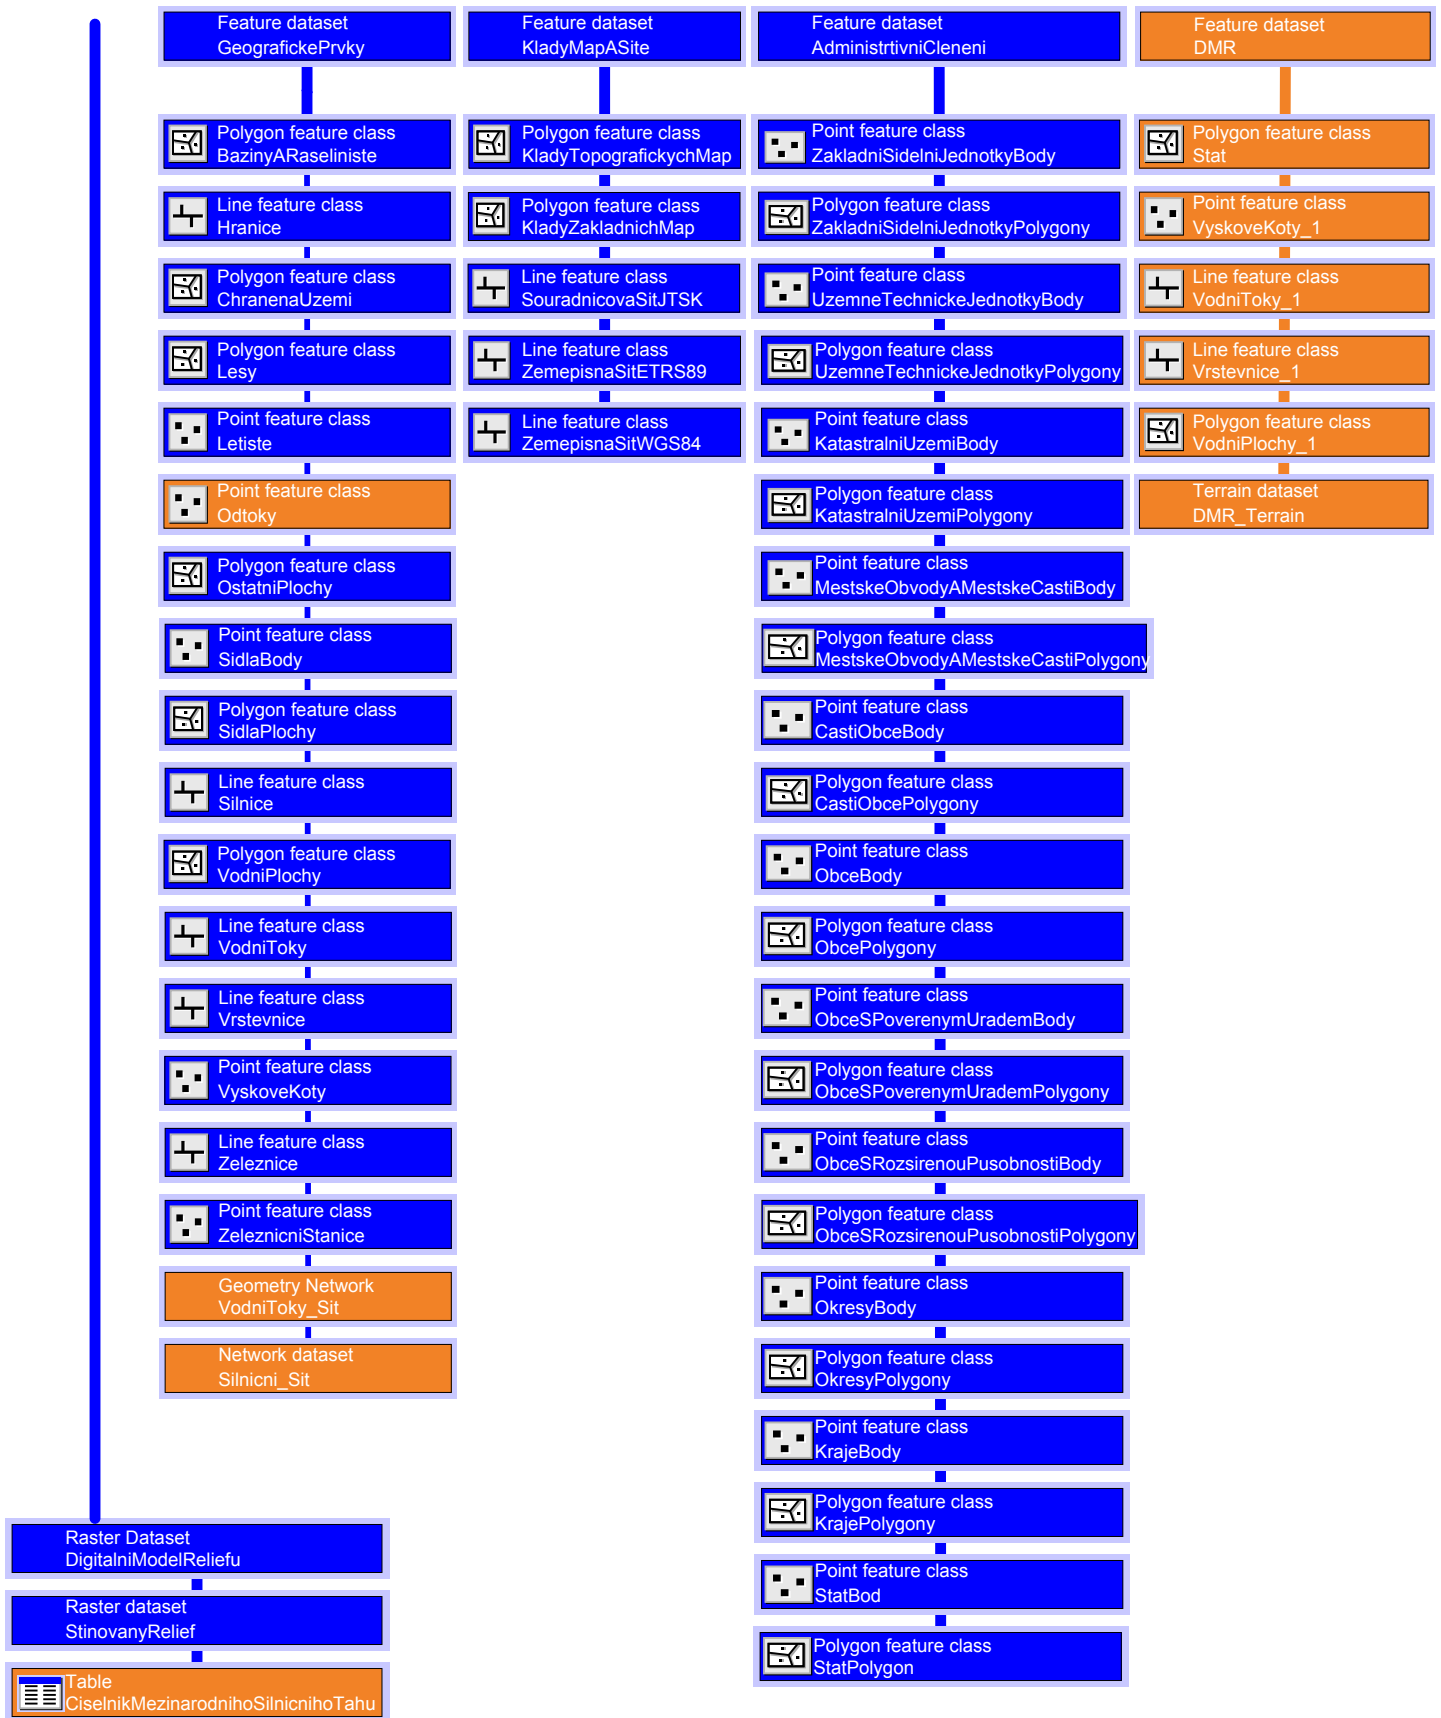 Feature dataset
GeografickePrvky
Polygon feature class
BazinyARaseliniste
Line feature class
Hranice
Polygon feature class
ChranenaUzemi
Polygon feature class
Lesy
Point feature class
Letiste
Point feature class
Odtoky
Polygon feature class
OstatniPlochy
Point feature class
SidlaBody
Polygon feature class
SidlaPlochy
Line feature class
Silnice
Polygon feature class
VodniPlochy
Line feature class
VodniToky
Line feature class
Vrstevnice
Point feature class
VyskoveKoty
Line feature class
Zeleznice
Point feature class
ZeleznicniStanice
Geometry Network
VodniToky_Sit
Network dataset
Silnicni_Sit
Feature dataset
KladyMapASite
Polygon feature class
KladyTopografickychMap
Polygon feature class
KladyZakladnichMap
Line feature class
SouradnicovaSitJTSK
Line feature class
ZemepisnaSitETRS89
Line feature class
ZemepisnaSitWGS84
Feature dataset
AdministrtivniCleneni
Point feature class
ZakladniSidelniJednotkyBody
Polygon feature class
ZakladniSidelniJednotkyPolygony
Point feature class
UzemneTechnickeJednotkyBody
Polygon feature class
UzemneTechnickeJednotkyPolygony
Point feature class
KatastralniUzemiBody
Polygon feature class
KatastralniUzemiPolygony
Point feature class
MestskeObvodyAMestskeCastiBody
Polygon feature class
MestskeObvodyAMestskeCastiPolygony
Point feature class
CastiObceBody
Polygon feature class
CastiObcePolygony
Point feature class
ObceBody
Polygon feature class
ObcePolygony
Point feature class
ObceSPoverenymUrademBody
Polygon feature class
ObceSPoverenymUrademPolygony
Point feature class
ObceSRozsirenouPusobnostiBody
Polygon feature class
ObceSRozsirenouPusobnostiPolygony
Point feature class
OkresyBody
Polygon feature class
OkresyPolygony
Point feature class
KrajeBody
Polygon feature class
KrajePolygony
Point feature class
StatBod
Polygon feature class
StatPolygon
Feature dataset
DMR
Polygon feature class
Stat
Point feature class
VyskoveKoty_1
Line feature class
VodniToky_1
Line feature class
Vrstevnice_1
Polygon feature class
VodniPlochy_1
Terrain dataset
DMR_Terrain
Raster Dataset
DigitalniModelReliefu
Raster dataset
StinovanyRelief
Table
CiselnikMezinarodnihoSilnicnihoTahu